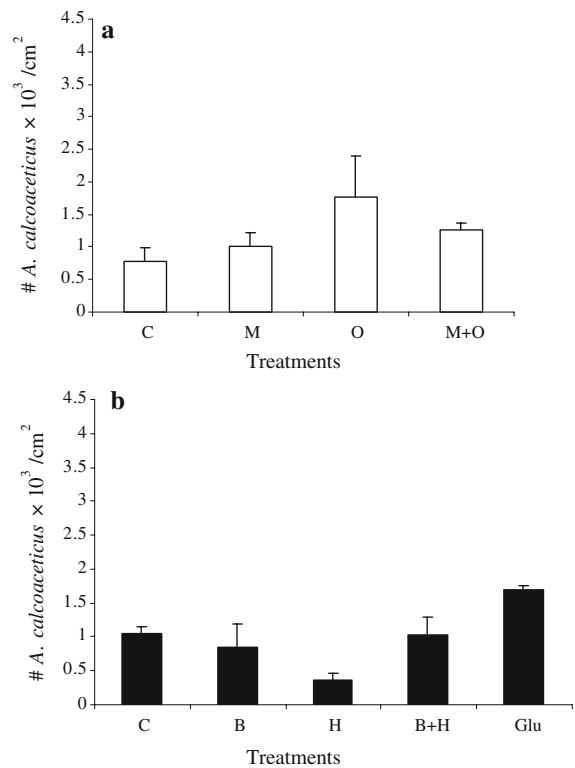 a
# A. calcoaceticus × 10³ /cm²
4.5
4
3.5
3
2.5
2
1.5
1
0.5
0
C M O M+O
Treatments
b
# A. calcoaceticus × 10³ /cm²
4.5
4
3.5
3
2.5
2
1.5
1
0.5
0
C B H B+H Glu
Treatments